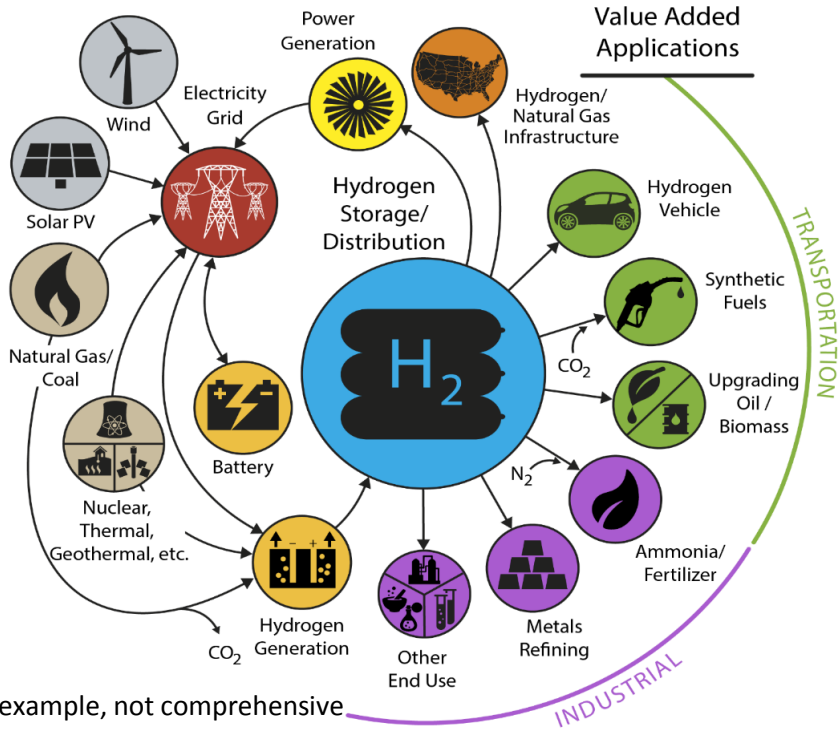 Value Added
Applications
Power
Generation
Electricity
Grid
Wind
Hydrogen/
Natural Gas
Infrastructure
Solar PV
Hydrogen
Storage/
Distribution
Hydrogen
Vehicle
TRANSPORTATION
Natural Gas/
Coal
H2
Synthetic
Fuels
CO2
+ -
Battery
Upgrading
Oil /
Biomass
N2
Nuclear,
Thermal,
Geothermal, etc.
- +
Ammonia/
Fertilizer
CO2
Hydrogen
Generation
Other
End Use
Metals
Refining
INDUSTRIAL
example, not comprehensive